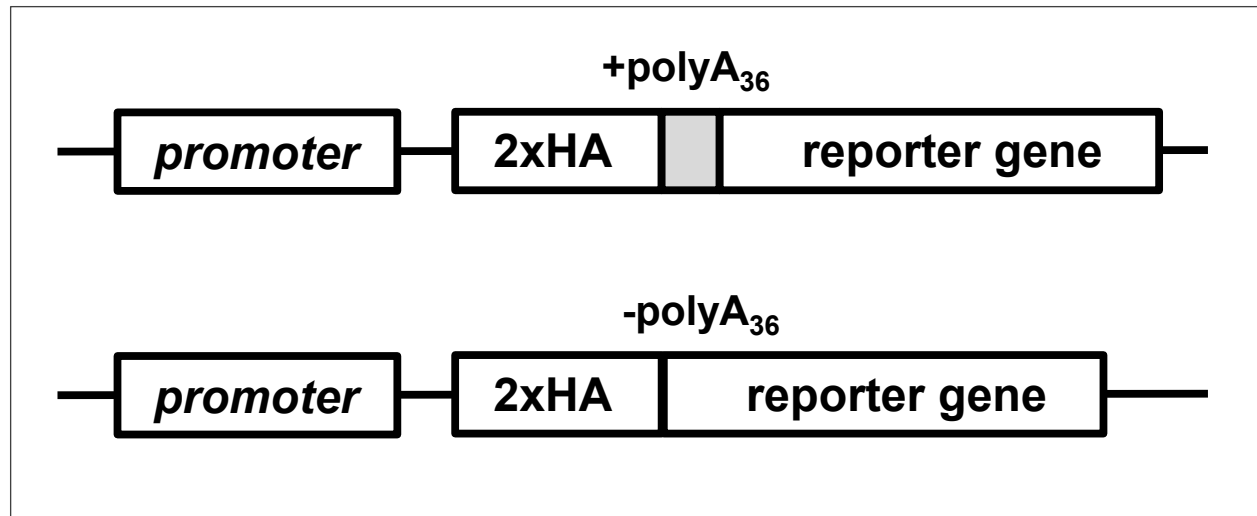 +polyA₃₆
promoter 2xHA reporter gene
-polyA₃₆
promoter 2xHA reporter gene